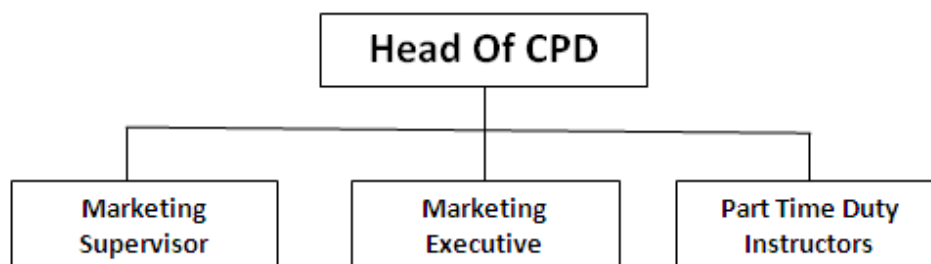 Head Of CPD
Marketing
Supervisor
Marketing
Executive
Part Time Duty
Instructors